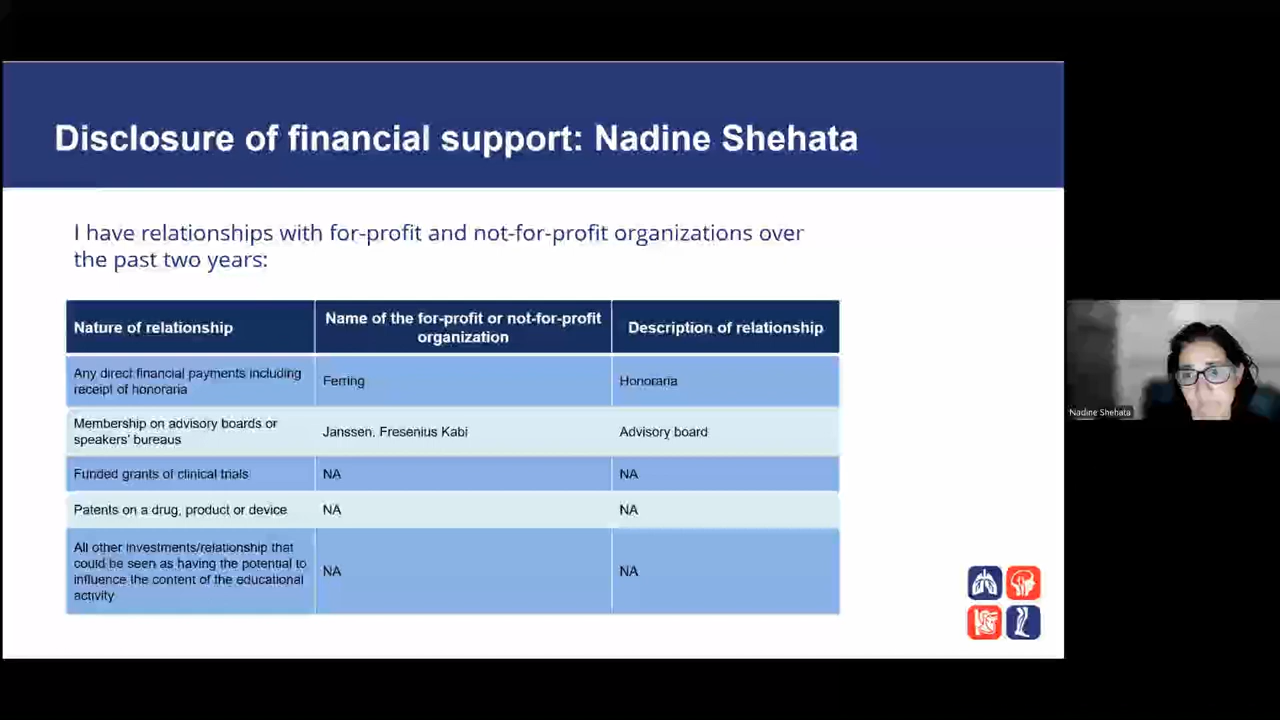 Disclosure of financial support: Nadine Shehata
I have relationships with for-profit and not-for-profit organizations over
the past two years:
Nature of relationship
Name of the for-profit or not-for-profit
organization
Description of relationship
Any direct financial payments including
receipt of honoraria
Ferring
Honoraria
Membership on advisory boards or
speakers' bureaus
Janssen, Fresenius Kabi
Advisory board
Funded grants of clinical trials
NA
NA
Patents on a drug, product or device
NA
NA
All other investments/relationship that
could be seen as having the potential to
influence the content of the educational
activity
NA
NA
Nadine Shehata